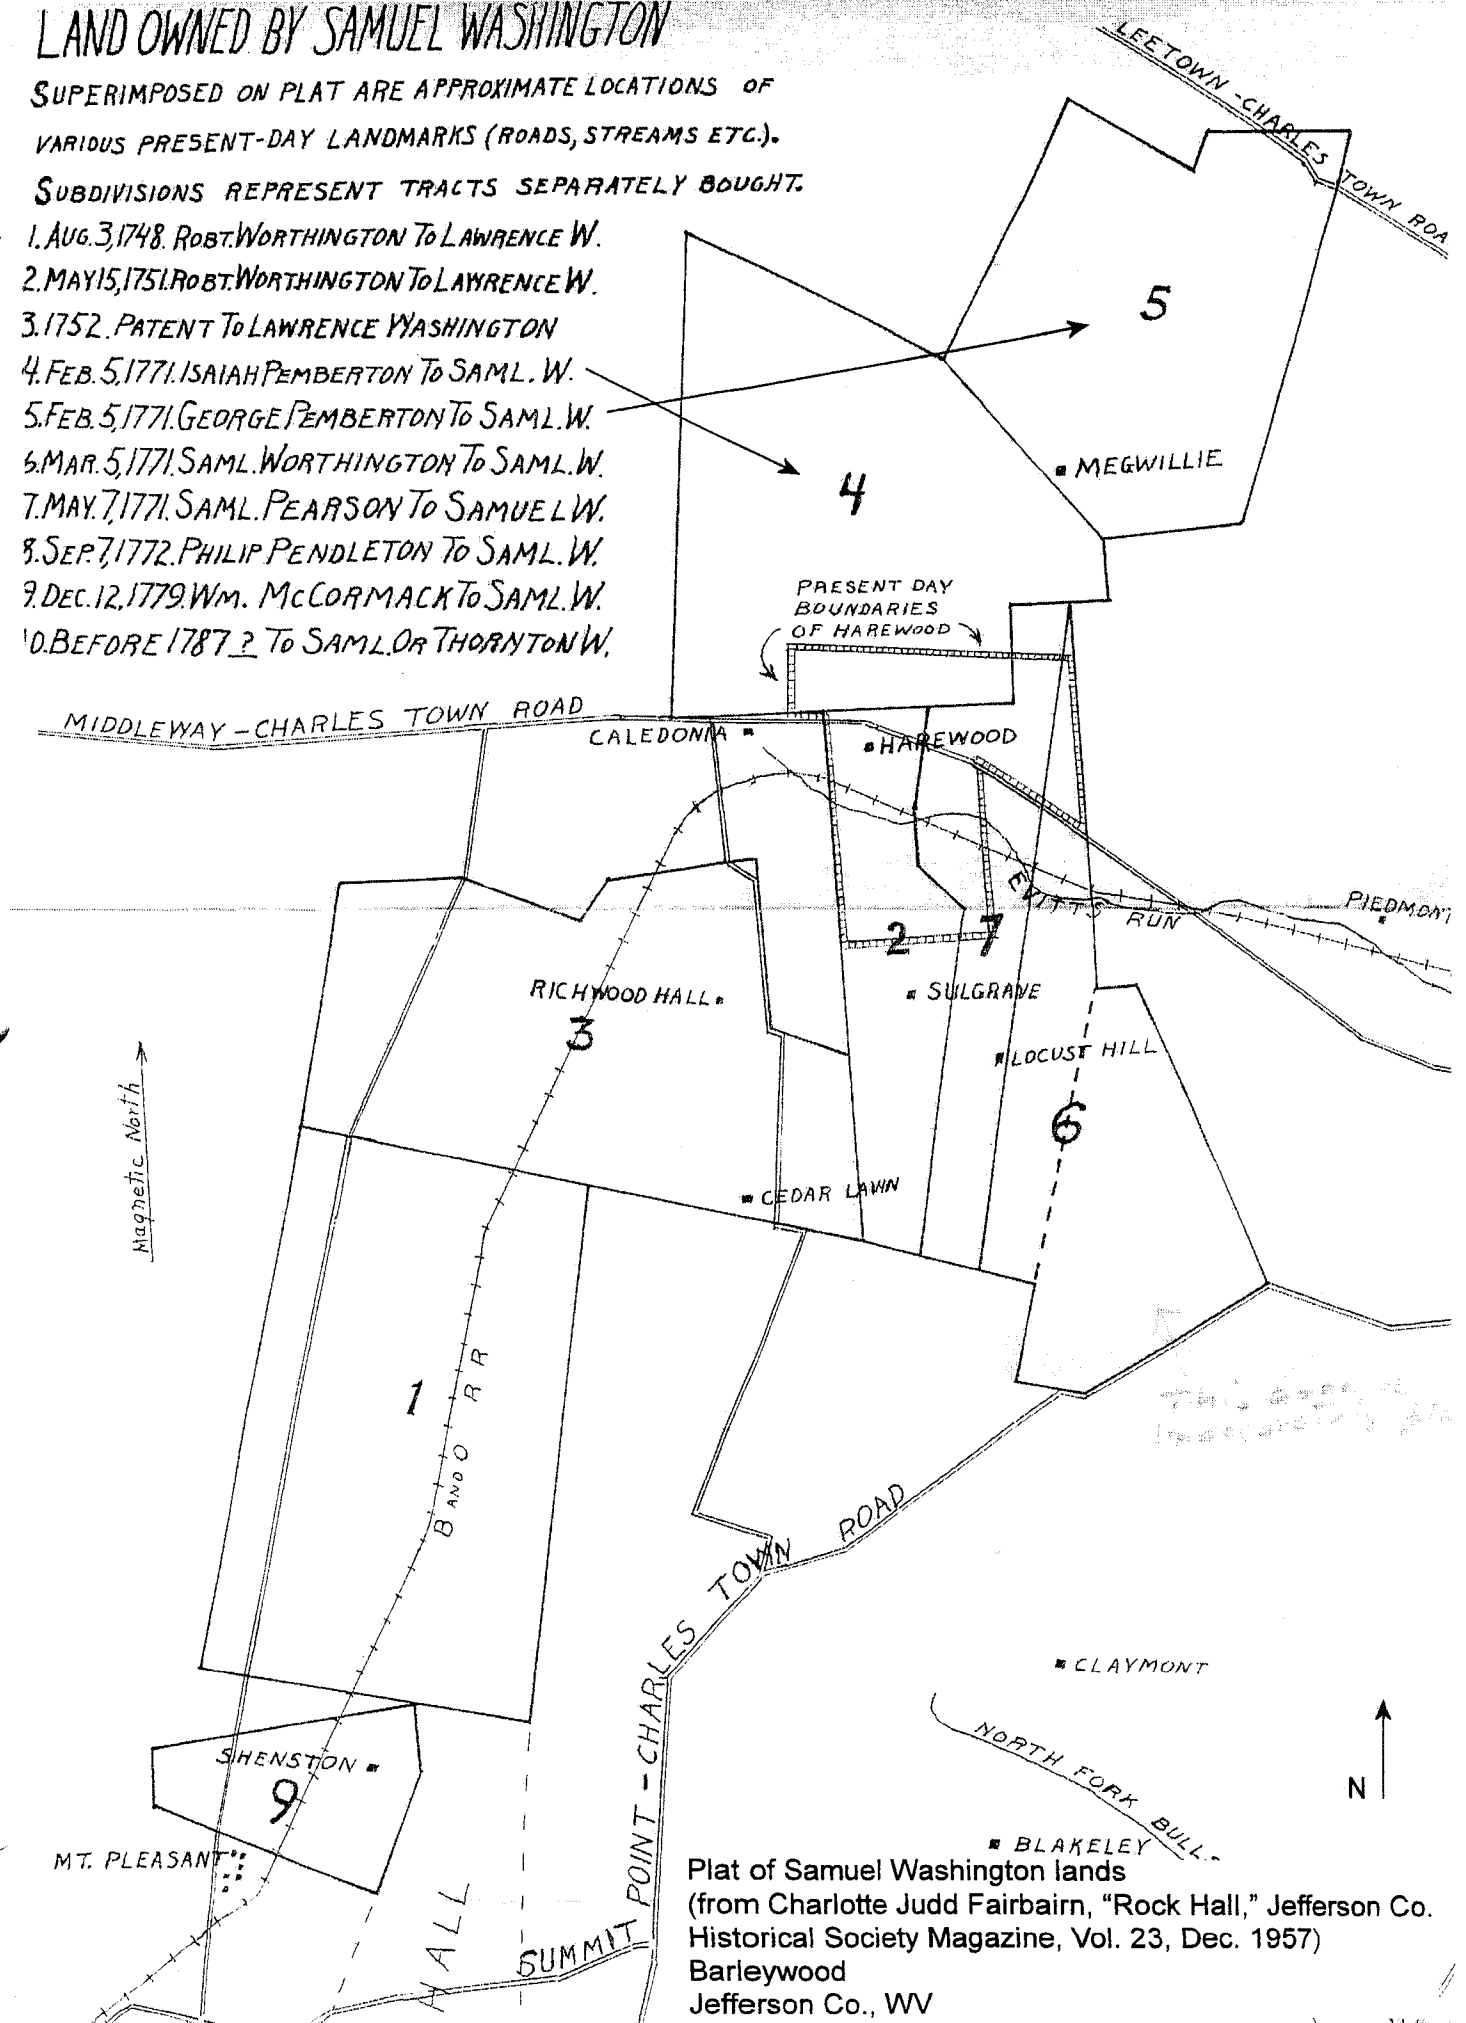 LAND OWNED BY SAMUEL WASHINGTON
SUPERIMPOSED ON PLAT ARE APPROXIMATE LOCATIONS OF
VARIOUS PRESENT-DAY LANDMARKS (ROADS, STREAMS ETC.).
SUBDIVISIONS REPRESENT TRACTS SEPARATELY BOUGHT.
1. AUG. 3, 1748. ROBT. WORTHINGTON TO LAWRENCE W.
2. MAY 15, 1751. ROBT. WORTHINGTON TO LAWRENCE W.
3. 1752. PATENT TO LAWRENCE WASHINGTON
4. FEB. 5, 1771. ISAIAH PEMBERTON TO SAML. W.
5. FEB. 5, 1771. GEORGE PEMBERTON TO SAML. W.
6. MAR. 5, 1771. SAML. WORTHINGTON TO SAML. W.
7. MAY. 7, 1771. SAML. PEARSON TO SAMUEL W.
8. SEP. 7, 1772. PHILIP PENDLETON TO SAML. W.
9. DEC. 12, 1779. WM. MCCORMACK TO SAML. W.
10. BEFORE 1787 ? TO SAML. OR THORNTON W.
LEETOWN-CHARLES TOWN ROA
5
4
MEGWILLIE
PRESENT DAY
BOUNDARIES
OF HAREWOOD
MIDDLEWAY-CHARLES TOWN ROAD
CALEDONIA
HAREWOOD
EVITTS RUN
PIEDMONT
2
7
RICHWOOD HALL
SULGRAVE
3
LOCUST HILL
Magnetic North
6
CEDAR LAWN
1
B AND O R R
SUMMIT POINT-CHARLES TOWN ROAD
CLAYMONT
NORTH FORK BULL.
N
SHENSTON
9
BLAKELEY
MT. PLEASANT
HALL
Plat of Samuel Washington lands
(from Charlotte Judd Fairbairn, “Rock Hall,” Jefferson Co.
Historical Society Magazine, Vol. 23, Dec. 1957)
Barleywood
Jefferson Co., WV